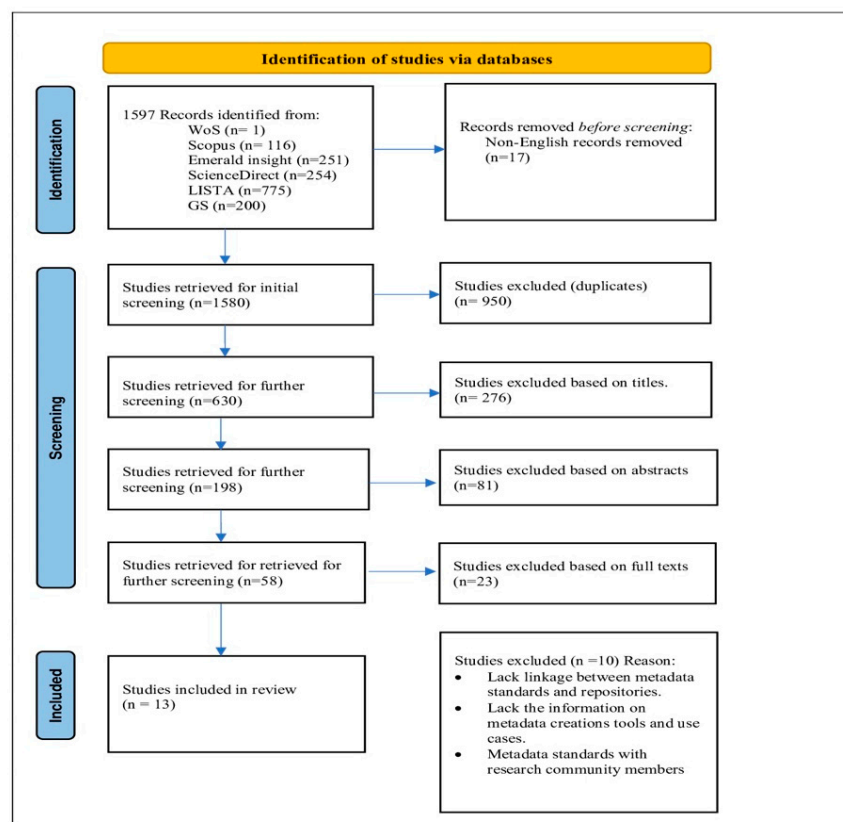 Identification of studies via databases
Identification
1597 Records identified from:
WoS (n= 1)
Scopus (n= 116)
Emerald insight (n=251)
ScienceDirect (n=254)
LISTA (n=775)
GS (n=200)
Records removed before screening:
Non-English records removed
(n=17)
Screening
Studies retrieved for initial
screening (n=1580)
Studies excluded (duplicates)
(n= 950)
Studies retrieved for further
screening (n=630)
Studies excluded based on titles.
(n= 276)
Studies retrieved for further
screening (n=198)
Studies excluded based on abstracts
(n=81)
Studies retrieved for retrieved for
further screening (n=58)
Studies excluded based on full texts
(n=23)
Included
Studies included in review
(n = 13)
Studies excluded (n =10) Reason:
• Lack linkage between metadata
standards and repositories.
• Lack the information on
metadata creations tools and use
cases.
• Metadata standards with
research community members